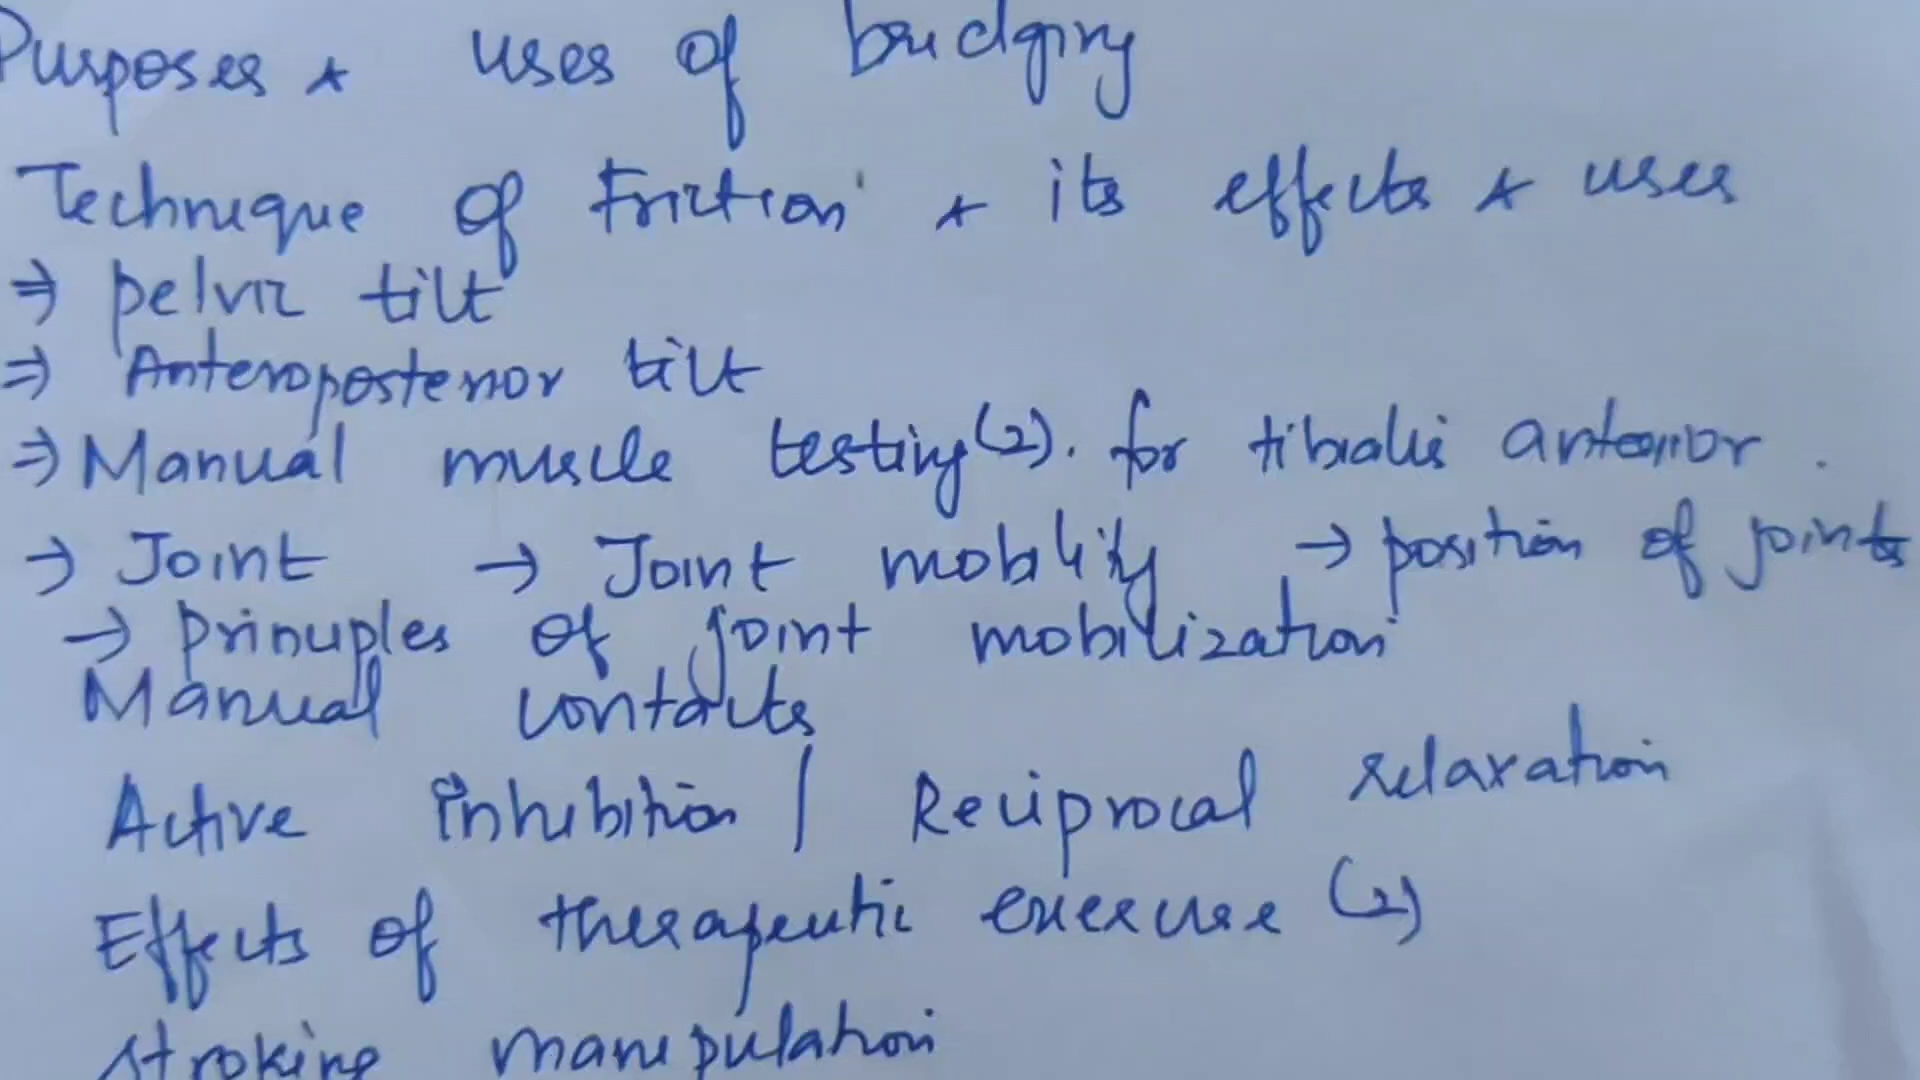 Purposes & uses of bridging
Technique of Friction & its effects & uses
⇒ pelvic tilt
⇒ Anteroposterior tilt
⇒ Manual muscle testing (2). for tibialis anterior.
→ Joint → Joint mobility → position of joints
→ principles of joint mobilization
Manual contacts
Active inhibition / Reciprocal relaxation
Effects of therapeutic exercise (2)
stroking manipulation